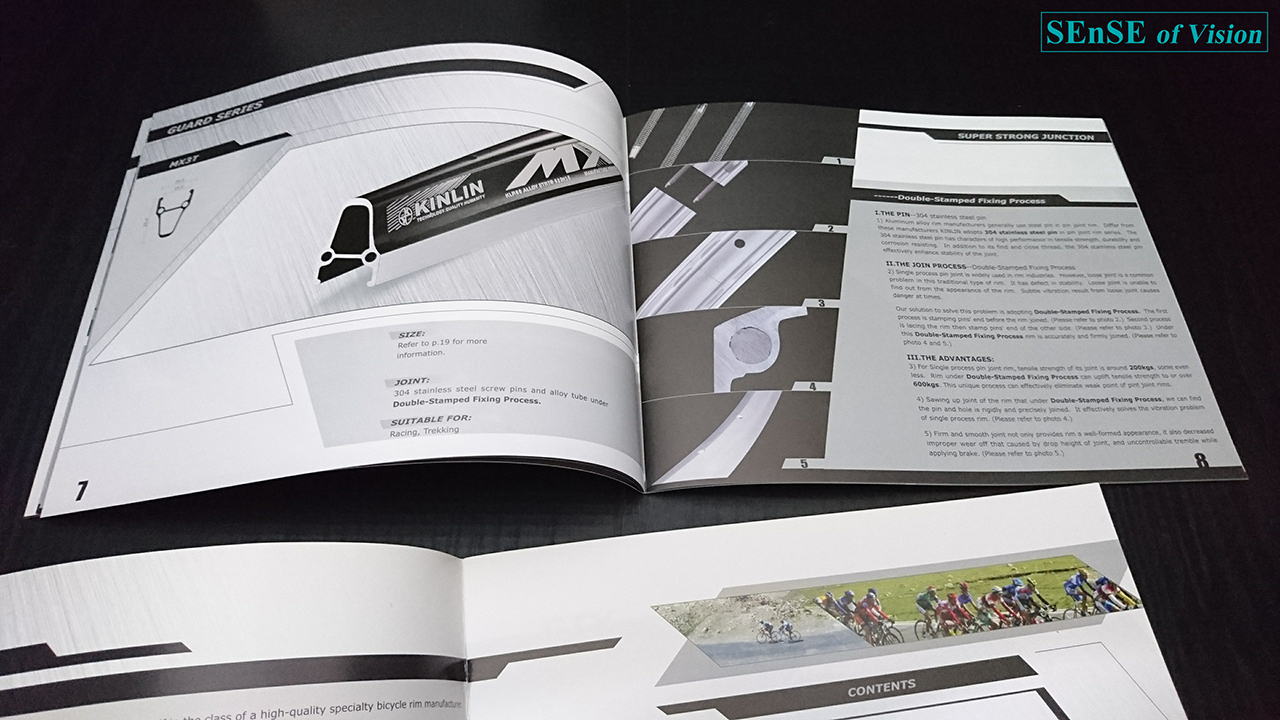 SEnSE of Vision
GUARD SERIES
MX3T
KINLIN
TECHNOLOGY QUALITY HUMANITY
MX
SIZE:
Refer to p.19 for more
information.
JOINT:
304 stainless steel screw pins and alloy tube under
Double-Stamped Fixing Process.
SUITABLE FOR:
Racing, Trekking
7
1
2
3
4
5
SUPER STRONG JUNCTION
------Double-Stamped Fixing Process
I.THE PIN--304 stainless steel pin
1) Aluminum alloy rim manufacturers generally use steel pin in pin joint rim. Differ from
these manufacturers KINLIN adopts 304 stainless steel pin in pin joint rim series. The
304 stainless steel pin has characters of high performance in tensile strength, durability and
corrosion resisting. In addition to its find and close thread, the 304 stainless steel pin
effectively enhance stability of the joint.
II.THE JOIN PROCESS--Double-Stamped Fixing Process
2) Single process pin joint is widely used in rim industries. However, loose joint is a common
problem in this traditional type of rim. It has defect in stability. Loose joint is unable to
find out from the appearance of the rim. Subtle vibration result from loose joint causes
danger at times.
Our solution to solve this problem is adopting Double-Stamped Fixing Process. The first
process is stamping pins' end before the rim joined. (Please refer to photo 2.) Second process
is lacing the rim then stamp pins' end of the other side. (Please refer to photo 3.) Under
this Double-Stamped Fixing Process rim is accurately and firmly joined. (Please refer to
photo 4 and 5.)
III.THE ADVANTAGES:
3) For Single process pin joint rim, tensile strength of its joint is around 200kgs, some even
less. Rim under Double-Stamped Fixing Process can uplift tensile strength to or over
600kgs. This unique process can effectively eliminate weak point of pint joint rims.
4) Sawing up joint of the rim that under Double-Stamped Fixing Process, we can find
the pin and hole is rigidly and precisely joined. It effectively solves the vibration problem
of single process rim. (Please refer to photo 4.)
5) Firm and smooth joint not only provides rim a well-formed appearance, it also decreased
improper wear off that caused by drop height of joint, and uncontrollable tremble while
applying brake. (Please refer to photo 5.)
8
CONTENTS
the class of a high-quality specialty bicycle rim manufacturer